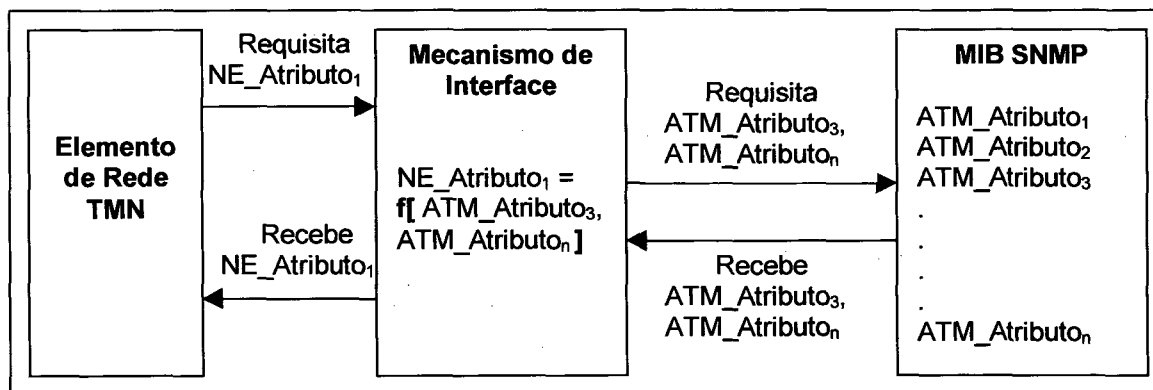 Elemento
de Rede
TMN
Requisita
NE_Atributo₁
Recebe
NE_Atributo₁
Mecanismo de
Interface
NE_Atributo₁ =
f[ ATM_Atributo₃,
ATM_Atributoₙ ]
Requisita
ATM_Atributo₃,
ATM_Atributoₙ
Recebe
ATM_Atributo₃,
ATM_Atributoₙ
MIB SNMP
ATM_Atributo₁
ATM_Atributo₂
ATM_Atributo₃
.
.
.
.
ATM_Atributoₙ